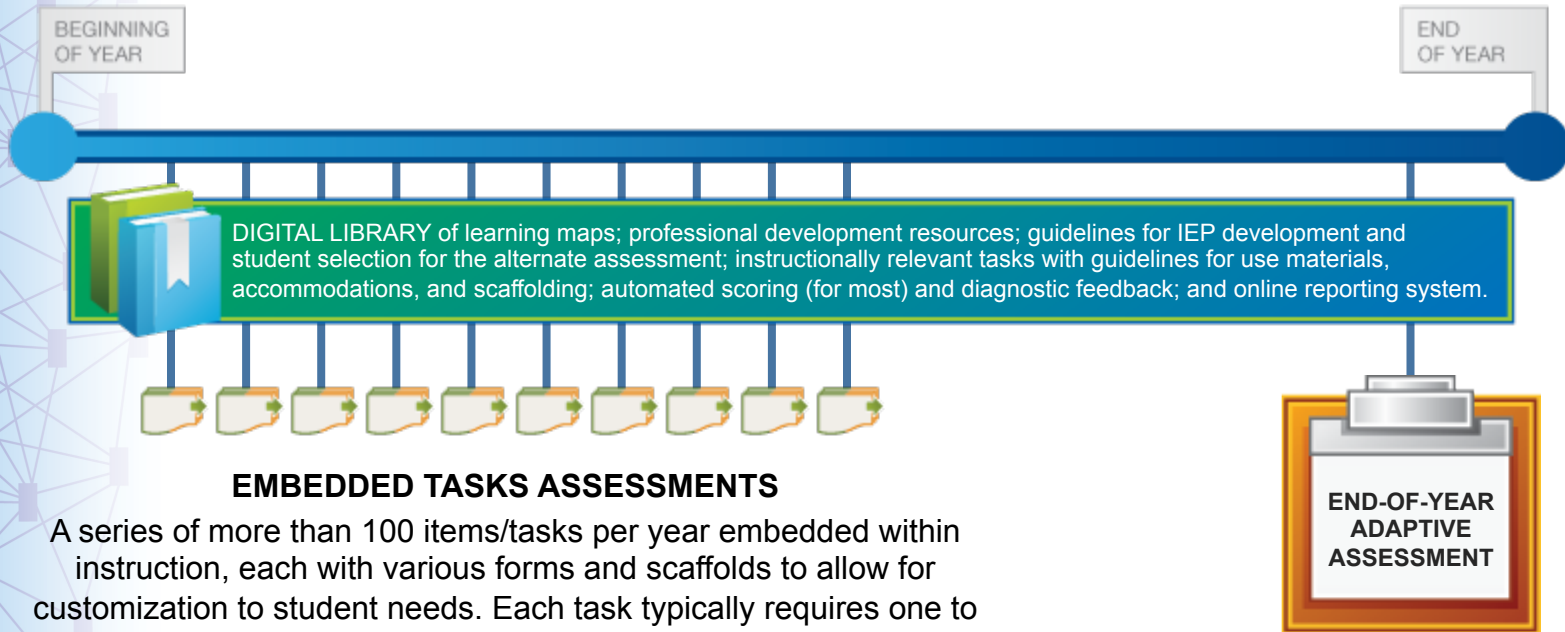 BEGINNING
OF YEAR
END
OF YEAR
DIGITAL LIBRARY of learning maps; professional development resources; guidelines for IEP development and
student selection for the alternate assessment; instructionally relevant tasks with guidelines for use materials,
accommodations, and scaffolding; automated scoring (for most) and diagnostic feedback; and online reporting system.
EMBEDDED TASKS ASSESSMENTS
A series of more than 100 items/tasks per year embedded within
instruction, each with various forms and scaffolds to allow for
customization to student needs. Each task typically requires one to
END-OF-YEAR
ADAPTIVE
ASSESSMENT